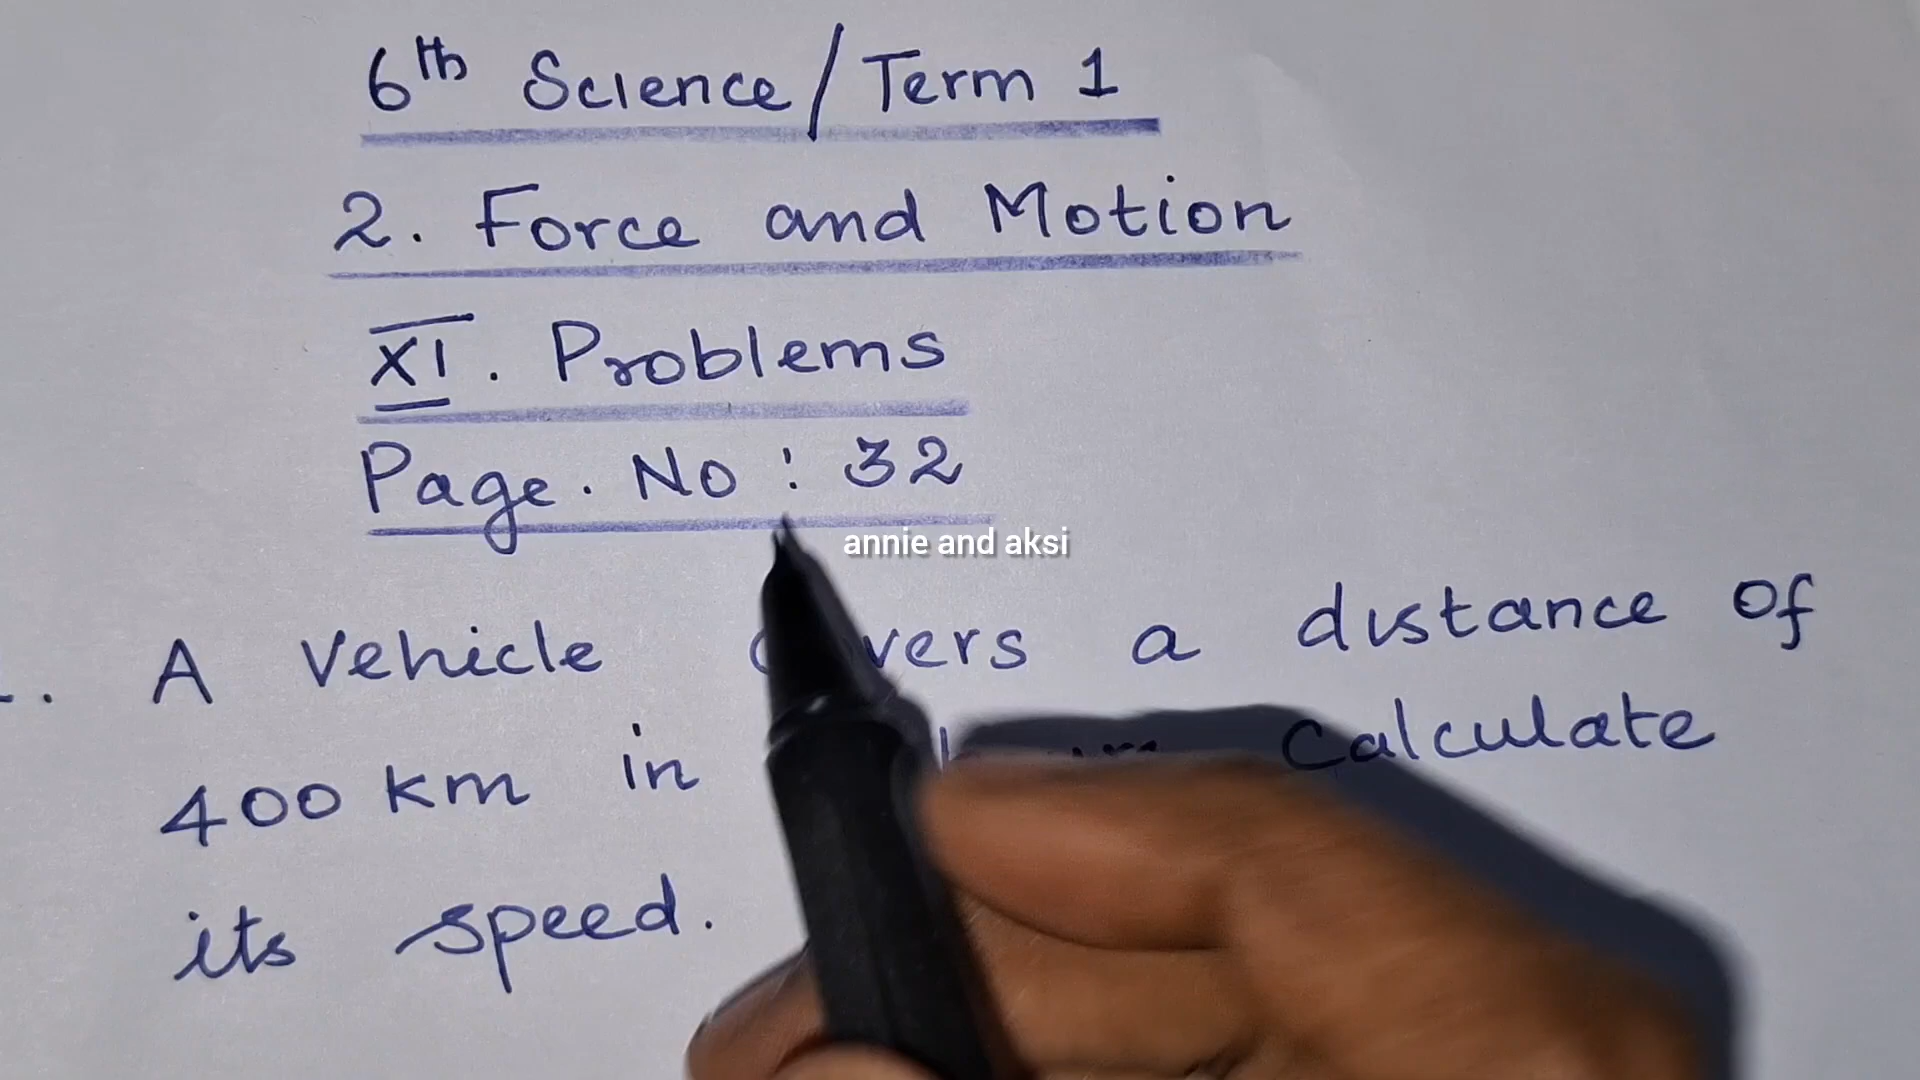 6th Science/Term 1
2. Force and Motion
XI. Problems
Page. No : 32
annie and aksi
A Vehicle covers a distance of
400 km in calculate
its speed.